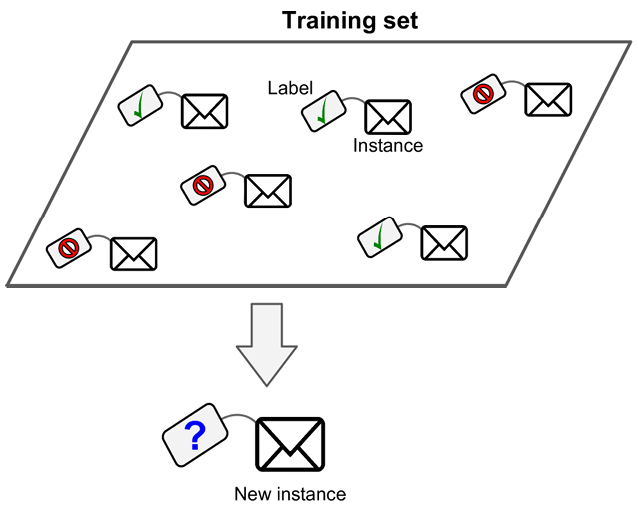 Training set
Label
Instance
?
New instance